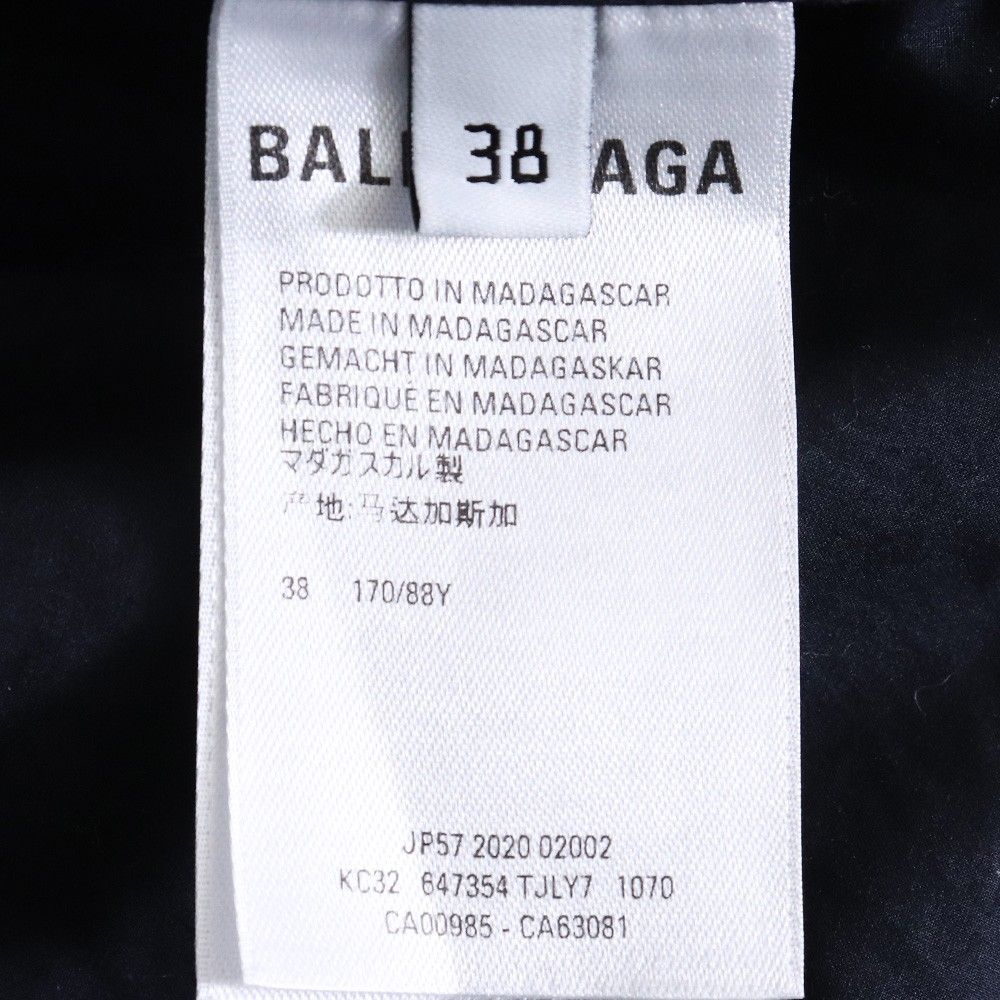 38
BAL AGA
PRODOTTO IN MADAGASCAR
MADE IN MADAGASCAR
GEMACHT IN MADAGASKAR
FABRIQUÉ EN MADAGASCAR
HECHO EN MADAGASCAR
マダガスカル製
产地:马达加斯加
38 170/88Y
JP57 2020 02002
KC32 647354 TJLY7 1070
CA00985 - CA63081